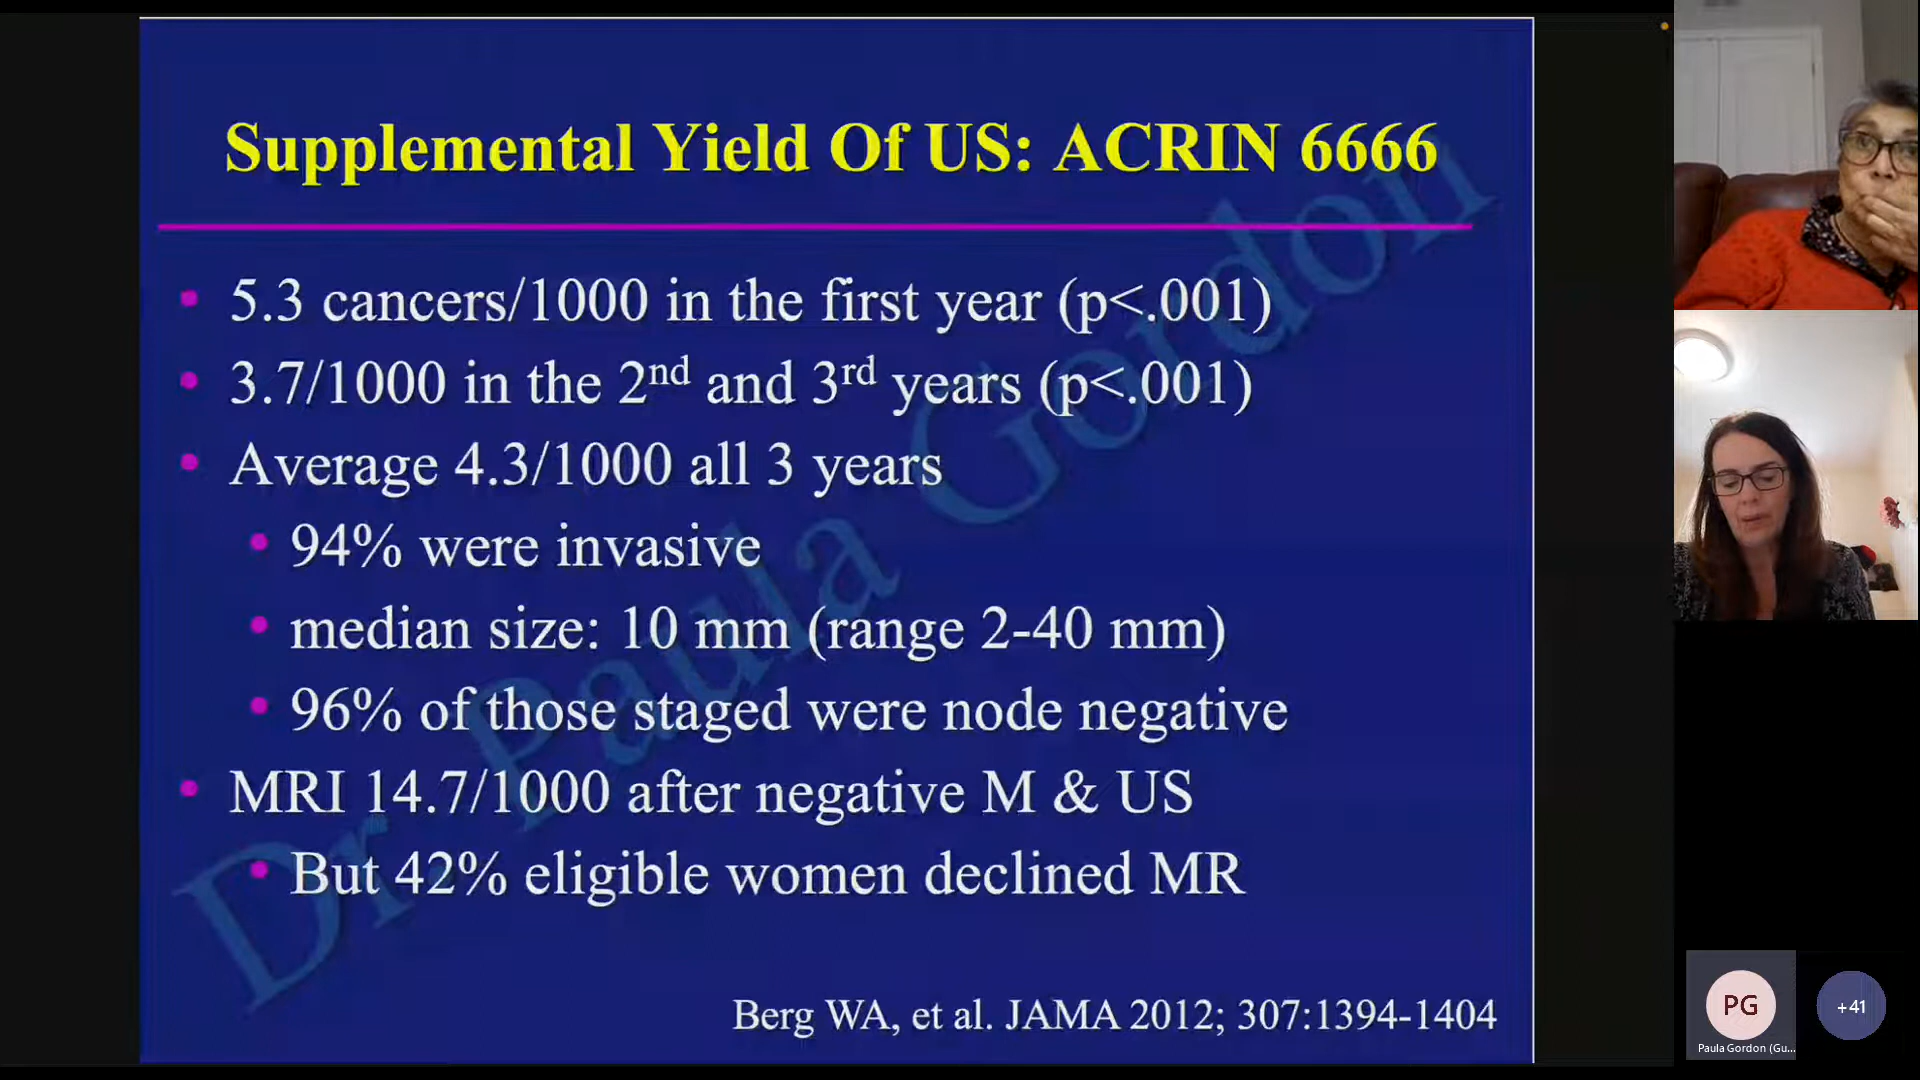 Supplemental Yield Of US: ACRIN 6666
• 5.3 cancers/1000 in the first year (p<.001)
• 3.7/1000 in the 2nd and 3rd years (p<.001)
• Average 4.3/1000 all 3 years
• 94% were invasive
• median size: 10 mm (range 2-40 mm)
• 96% of those staged were node negative
• MRI 14.7/1000 after negative M & US
• But 42% eligible women declined MR
Berg WA, et al. JAMA 2012; 307:1394-1404
Dr. Paula Gordon
PG
Paula Gordon (Gu...
+41